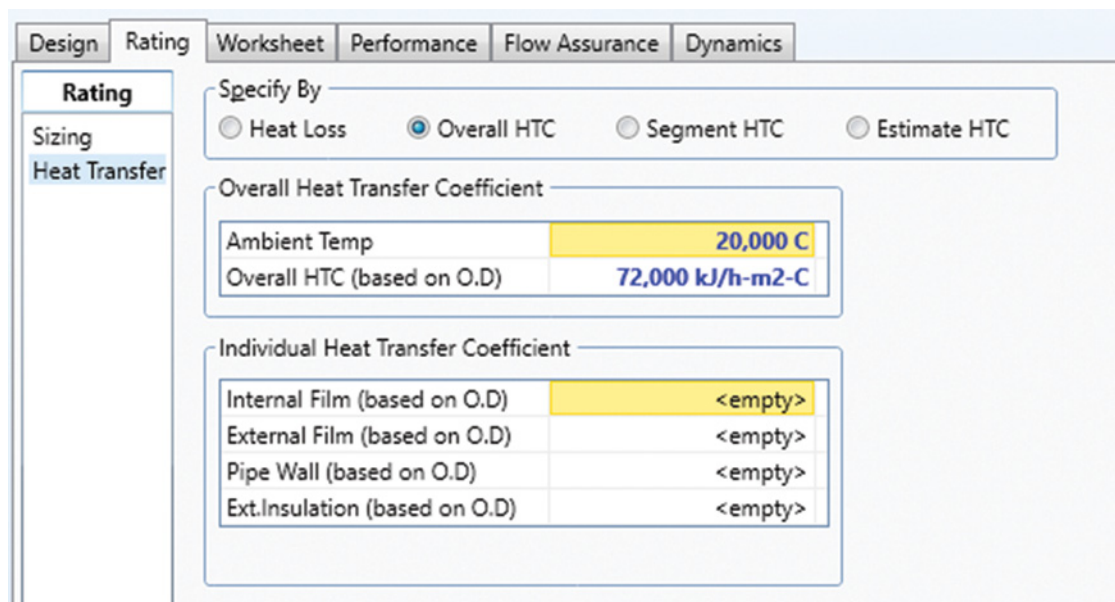 Design Rating Worksheet Performance Flow Assurance Dynamics
Rating
Sizing
Heat Transfer
Specify By
Heat Loss Overall HTC Segment HTC Estimate HTC
Overall Heat Transfer Coefficient
Ambient Temp 20,000 C
Overall HTC (based on O.D) 72,000 kJ/h-m2-C
Individual Heat Transfer Coefficient
Internal Film (based on O.D) <empty>
External Film (based on O.D) <empty>
Pipe Wall (based on O.D) <empty>
Ext.Insulation (based on O.D) <empty>